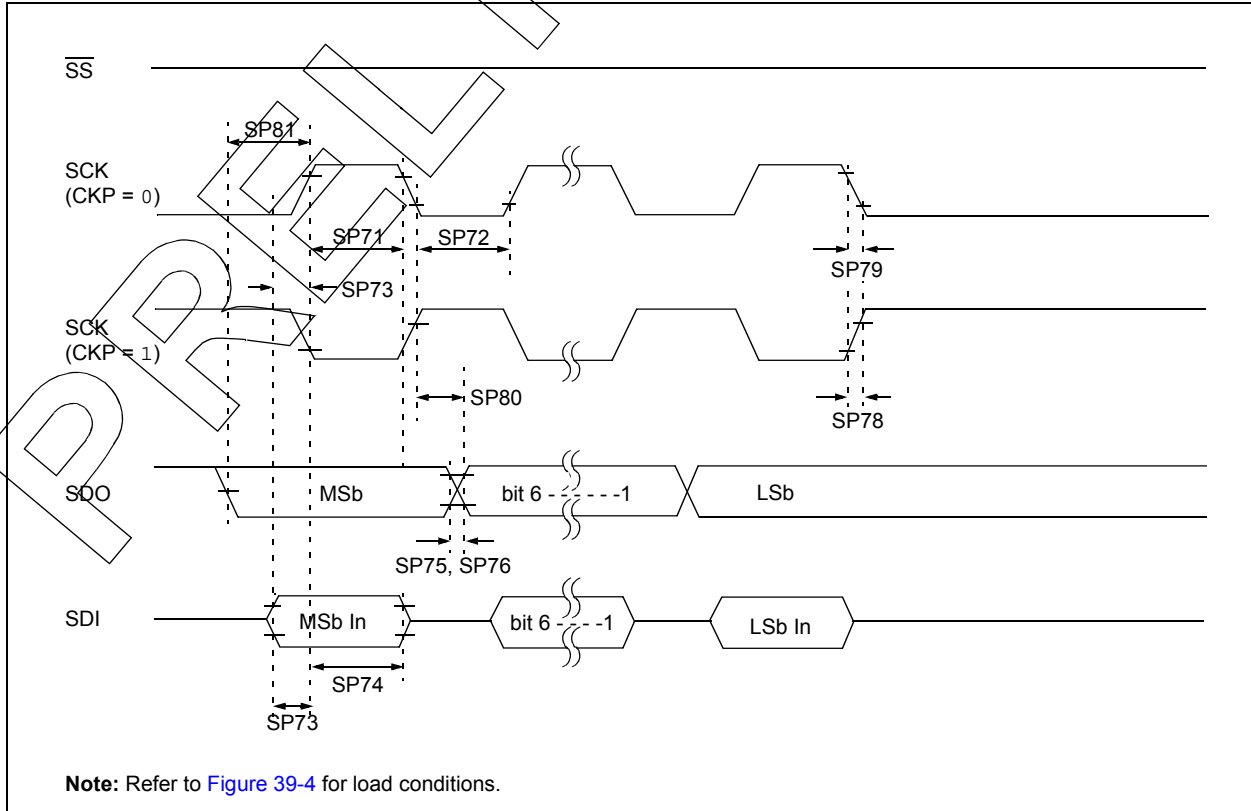 SS
SP81
SCK
(CKP = 0)
SP71
SP72
SP79
SP73
SCK
(CKP = 1)
SP80
SP78
SDO
MSb
bit 6 - - - - - - -1
LSb
SP75, SP76
SDI
MSb In
bit 6 - - - - -1
LSb In
SP74
SP73
Note: Refer to Figure 39-4 for load conditions.
PREL